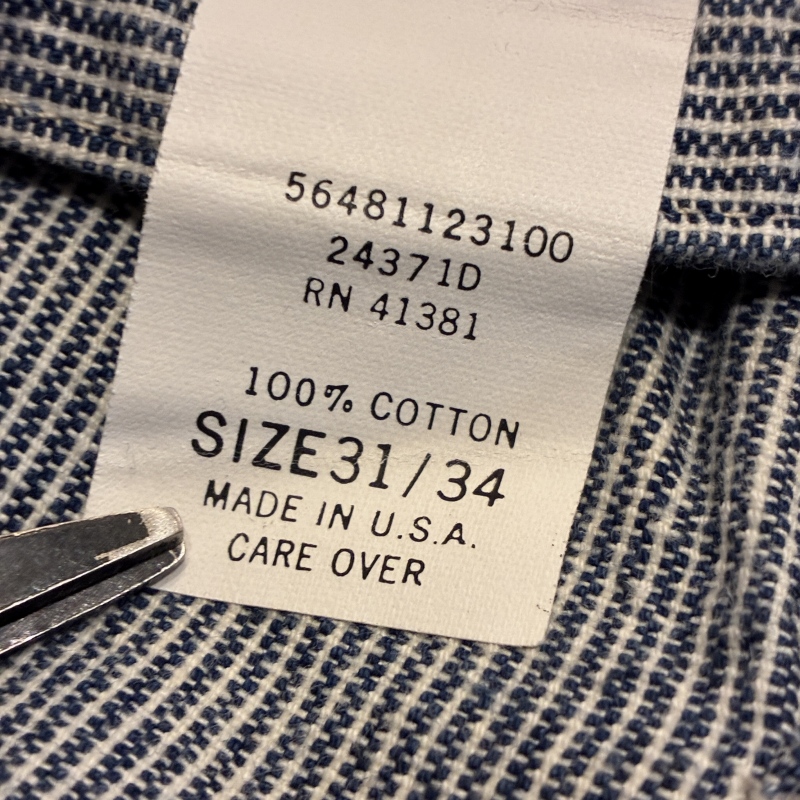 56481123100
24371D
RN 41381
100% COTTON
SIZE31/34
MADE IN U.S.A.
CARE OVER